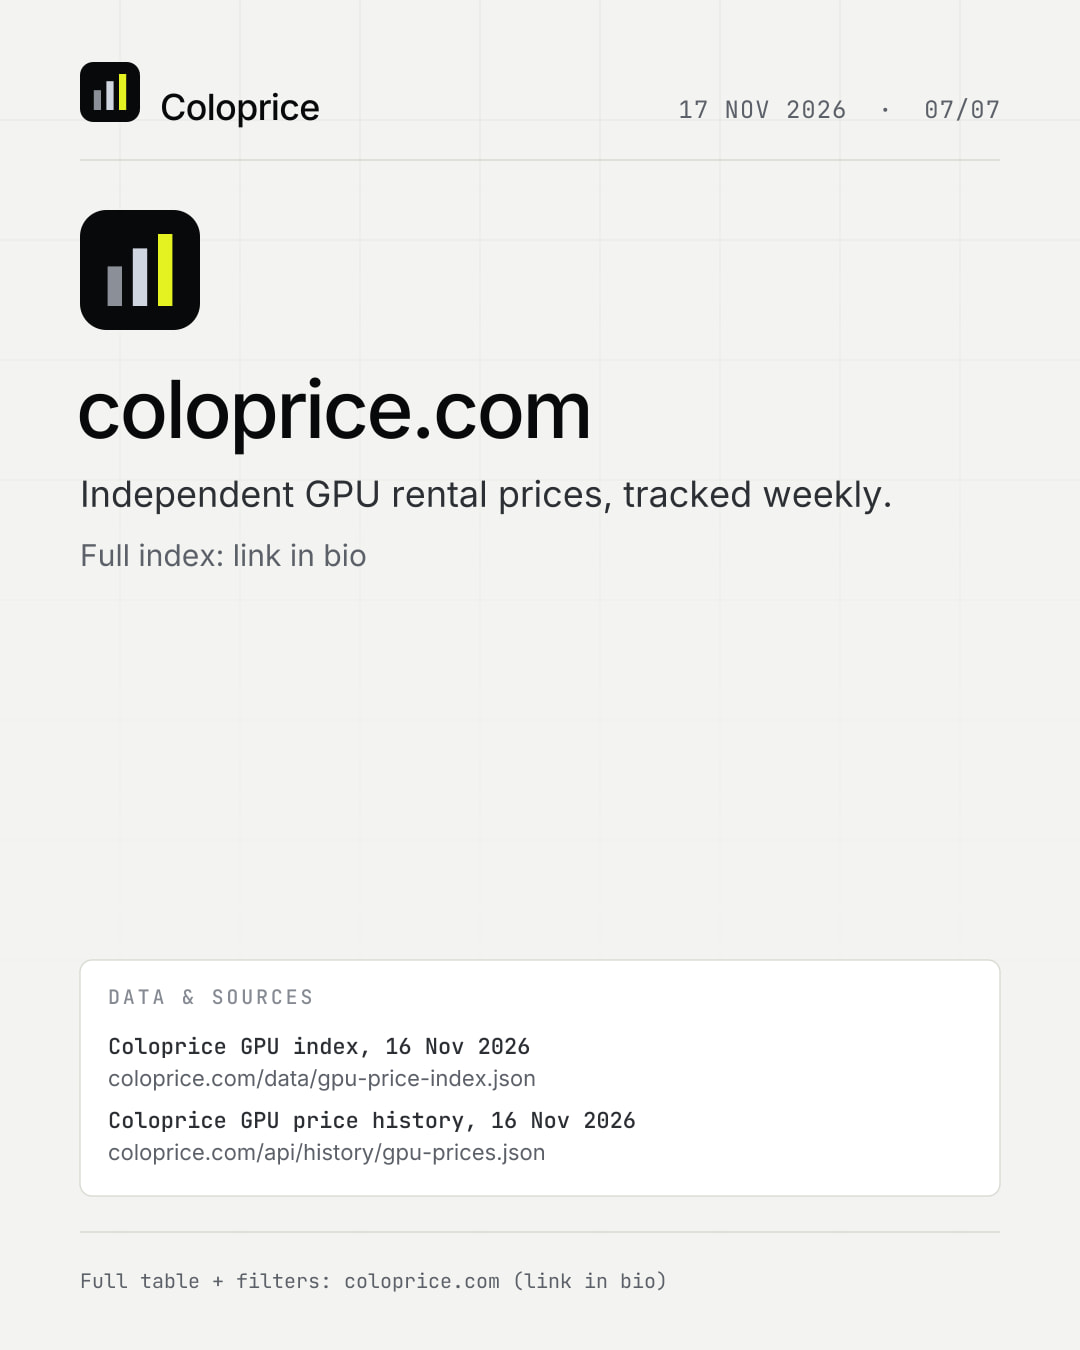 Coloprice
17 NOV 2026 · 07/07
coloprice.com
Independent GPU rental prices, tracked weekly.
Full index: link in bio
DATA & SOURCES
Coloprice GPU index, 16 Nov 2026
coloprice.com/data/gpu-price-index.json
Coloprice GPU price history, 16 Nov 2026
coloprice.com/api/history/gpu-prices.json
Full table + filters: coloprice.com (link in bio)